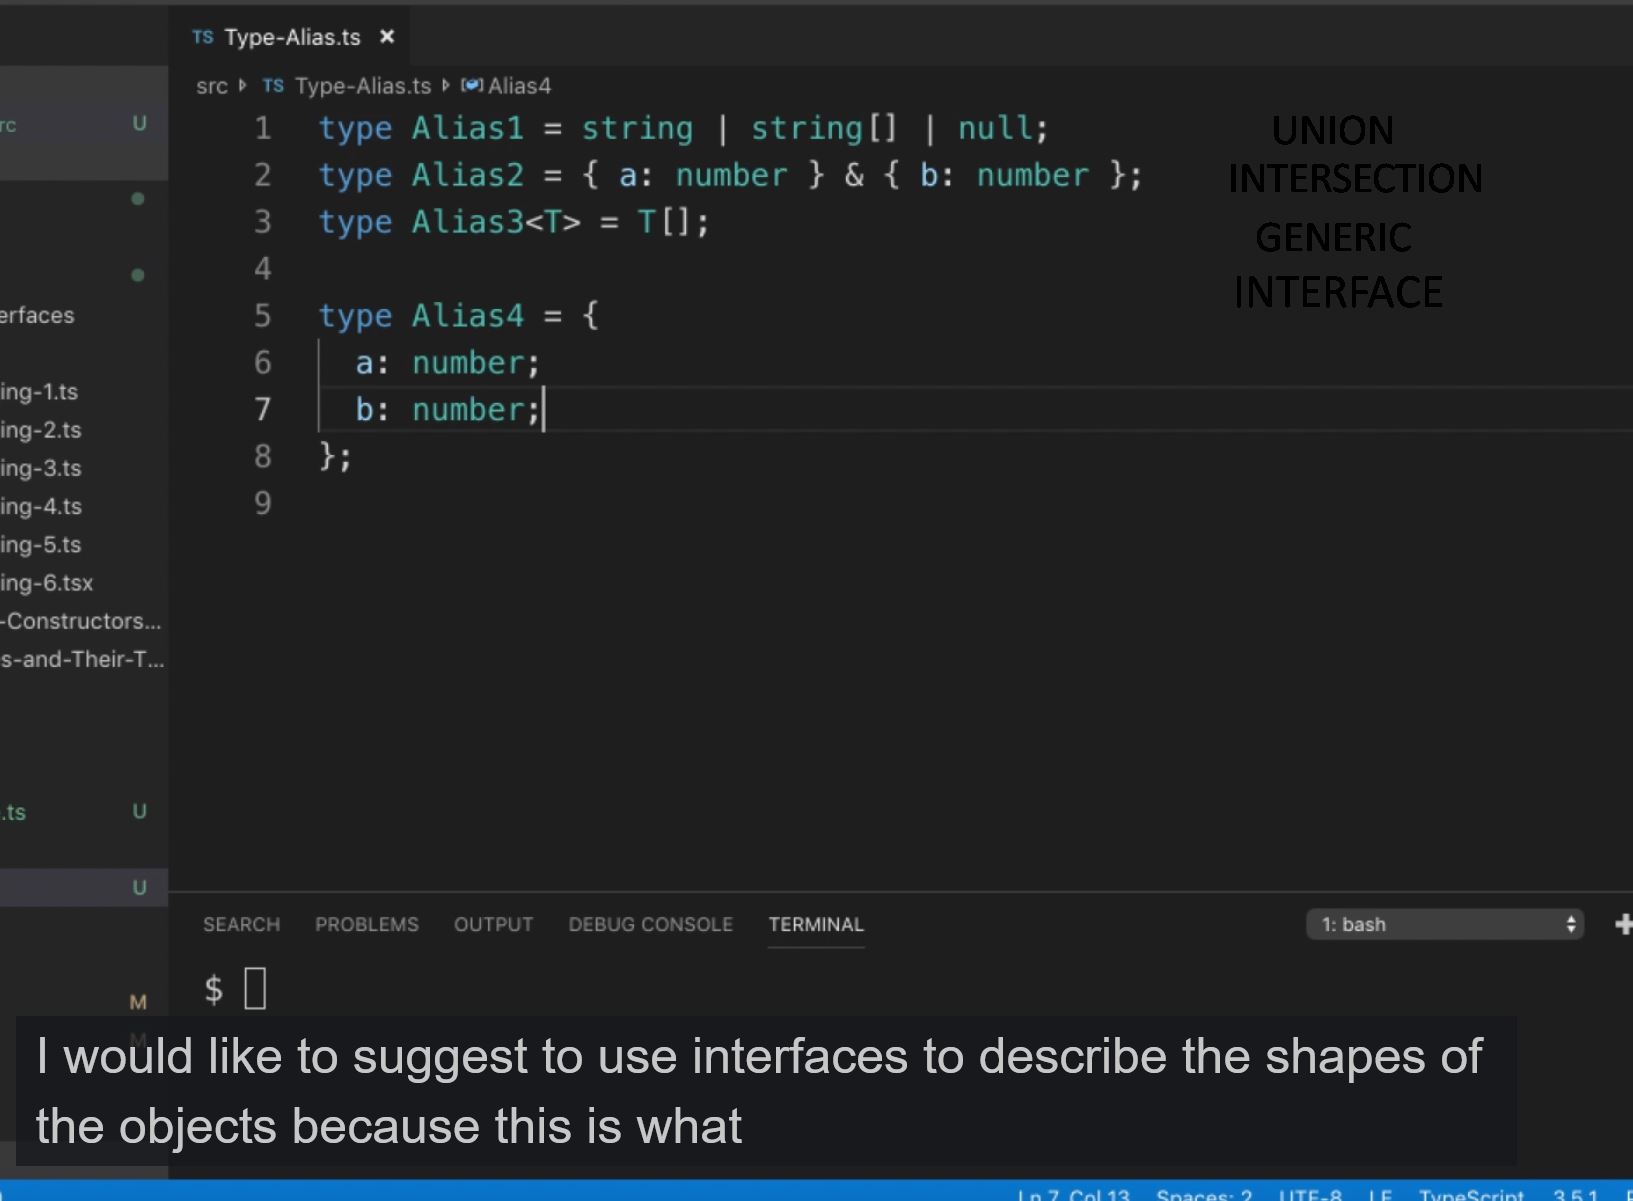 TS Type-Alias.ts ×
src TS Type-Alias.ts Alias4
rc U
1 type Alias1 = string | string[] | null;
UNION
2 type Alias2 = { a: number } & { b: number };
INTERSECTION
3 type Alias3<T> = T[];
GENERIC
4
INTERFACE
5 type Alias4 = {
6 a: number;
7 b: number;
8 };
9
erfaces
ing-1.ts
ing-2.ts
ing-3.ts
ing-4.ts
ing-5.ts
ing-6.tsx
-Constructors...
s-and-Their-T...
.ts U
U
SEARCH PROBLEMS OUTPUT DEBUG CONSOLE TERMINAL 1: bash
$
M
M
I would like to suggest to use interfaces to describe the shapes of
the objects because this is what
Ln 7, Col 13 Spaces: 2 UTF-8 LF TypeScript 3.5.1